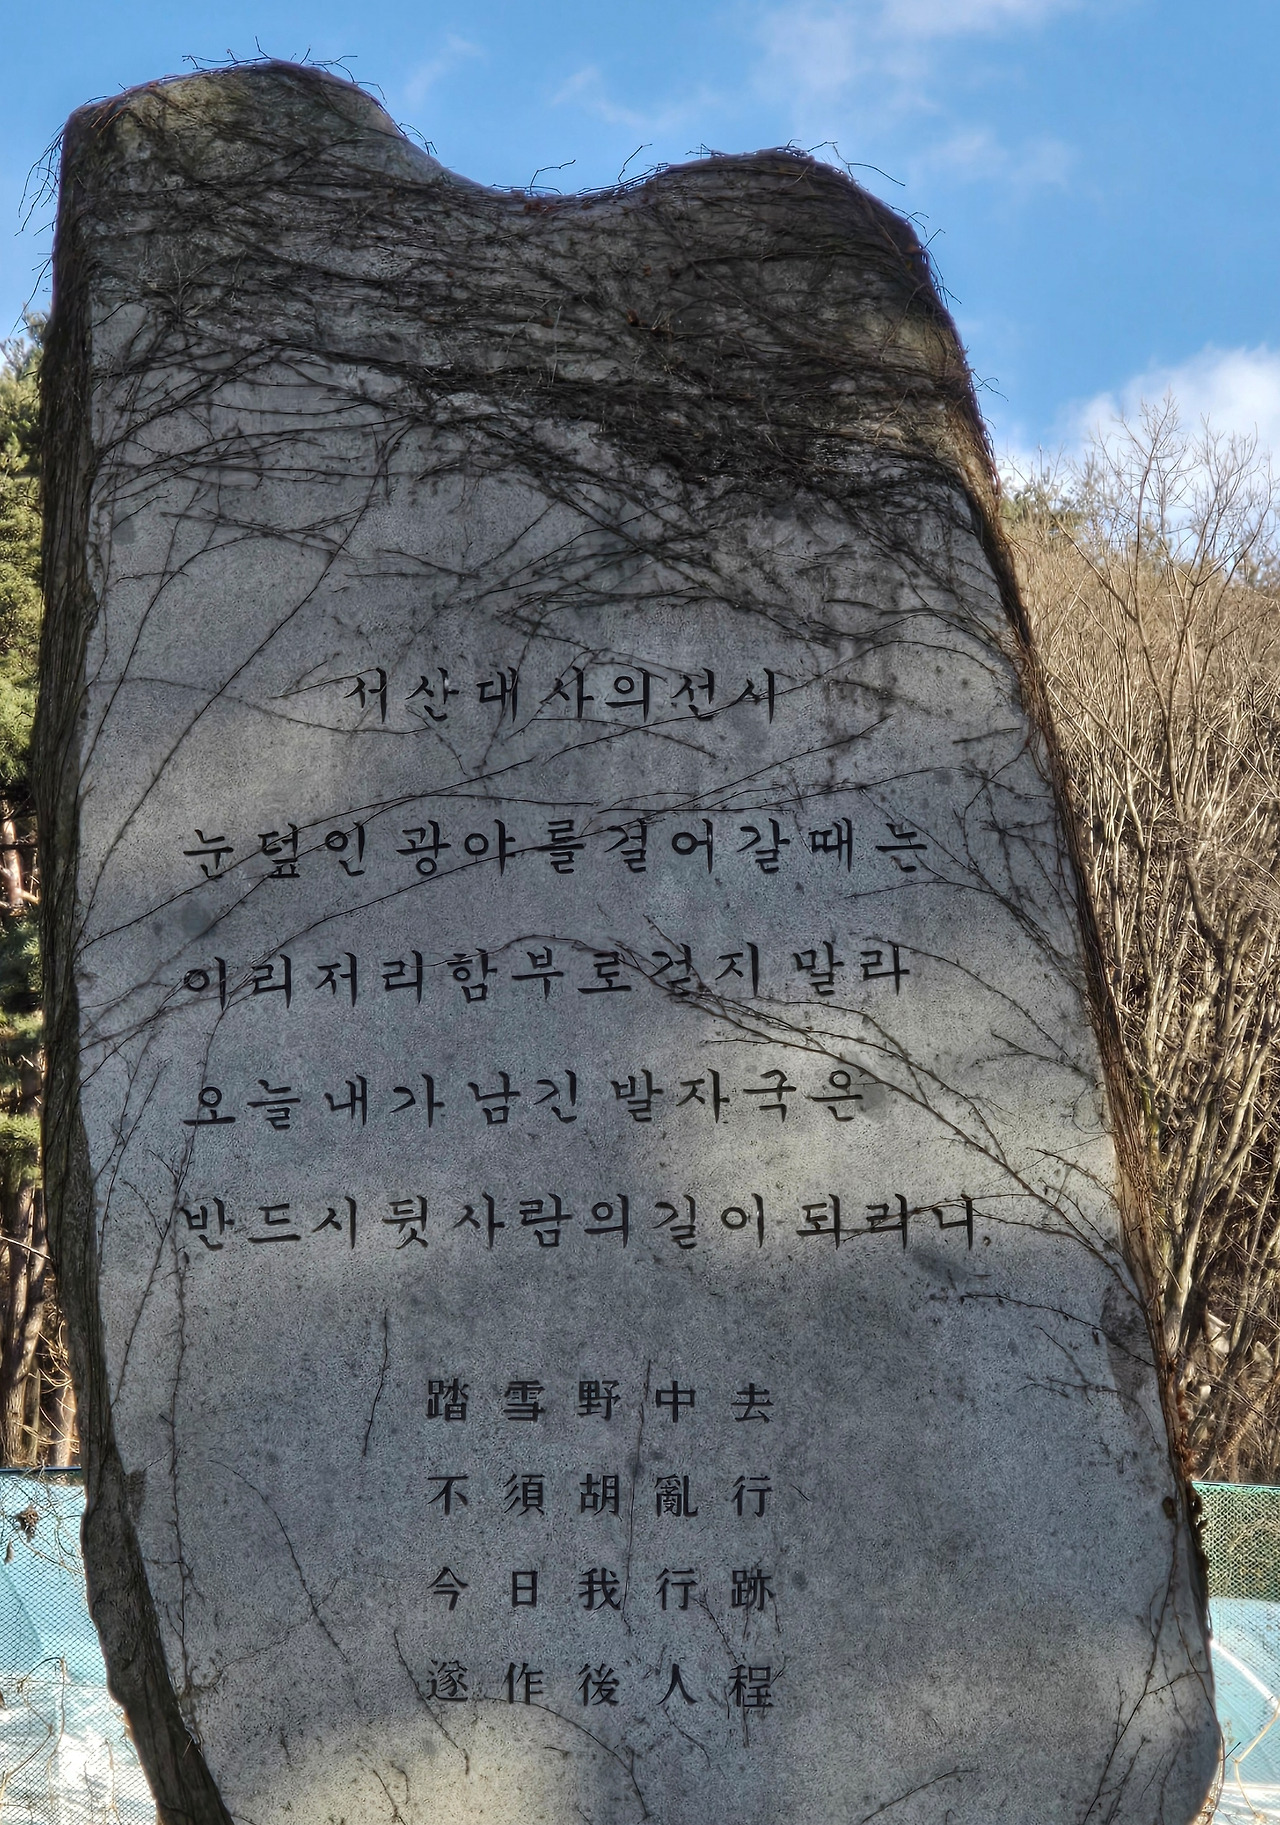 서산대사의선시
눈덮인 광야를 걸어갈때는
이리저리함부로걷지 말라
오늘 내가 남긴 발자국은
반드시 뒷 사람의 길이 되리니,
踏雪野中去
不須胡亂行
今日我行跡
遂作後人程